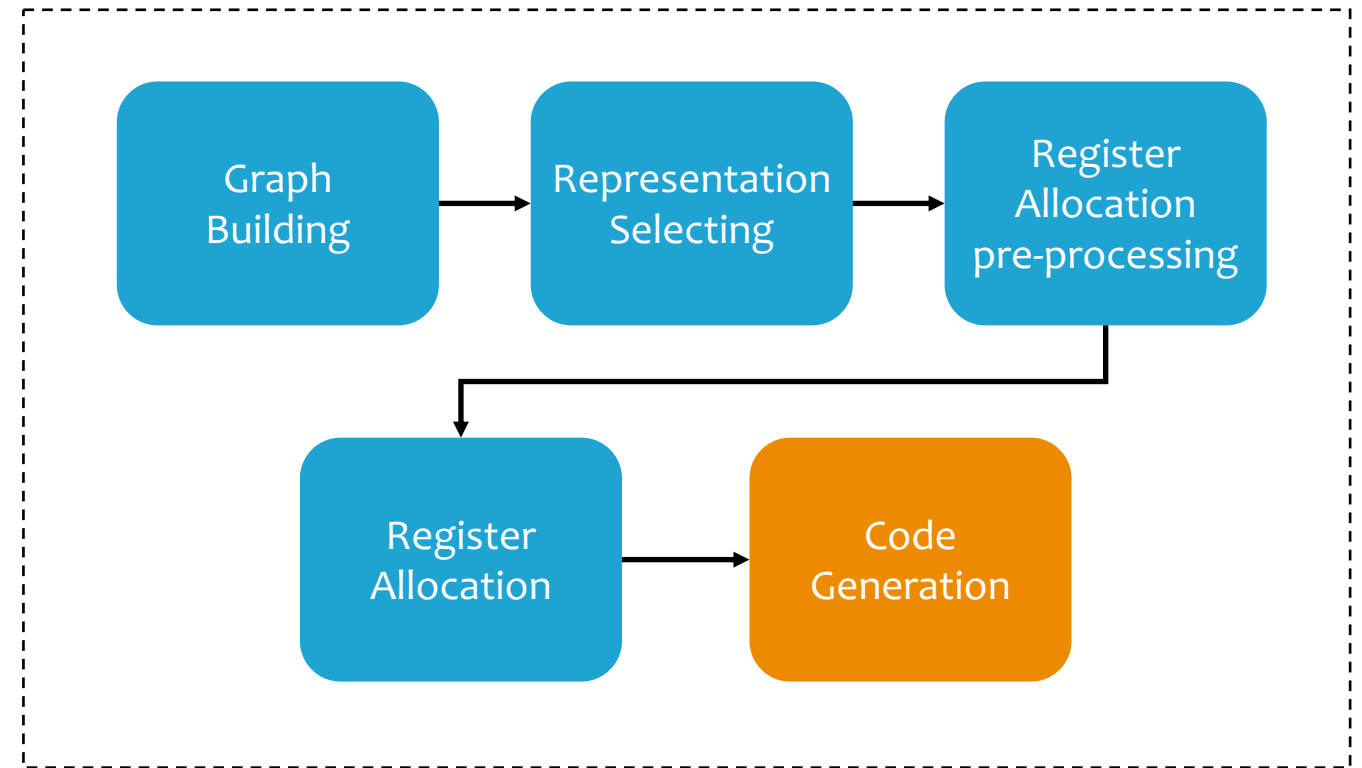 Graph
Building
Representation
Selecting
Register
Allocation
pre-processing
Register
Allocation
Code
Generation